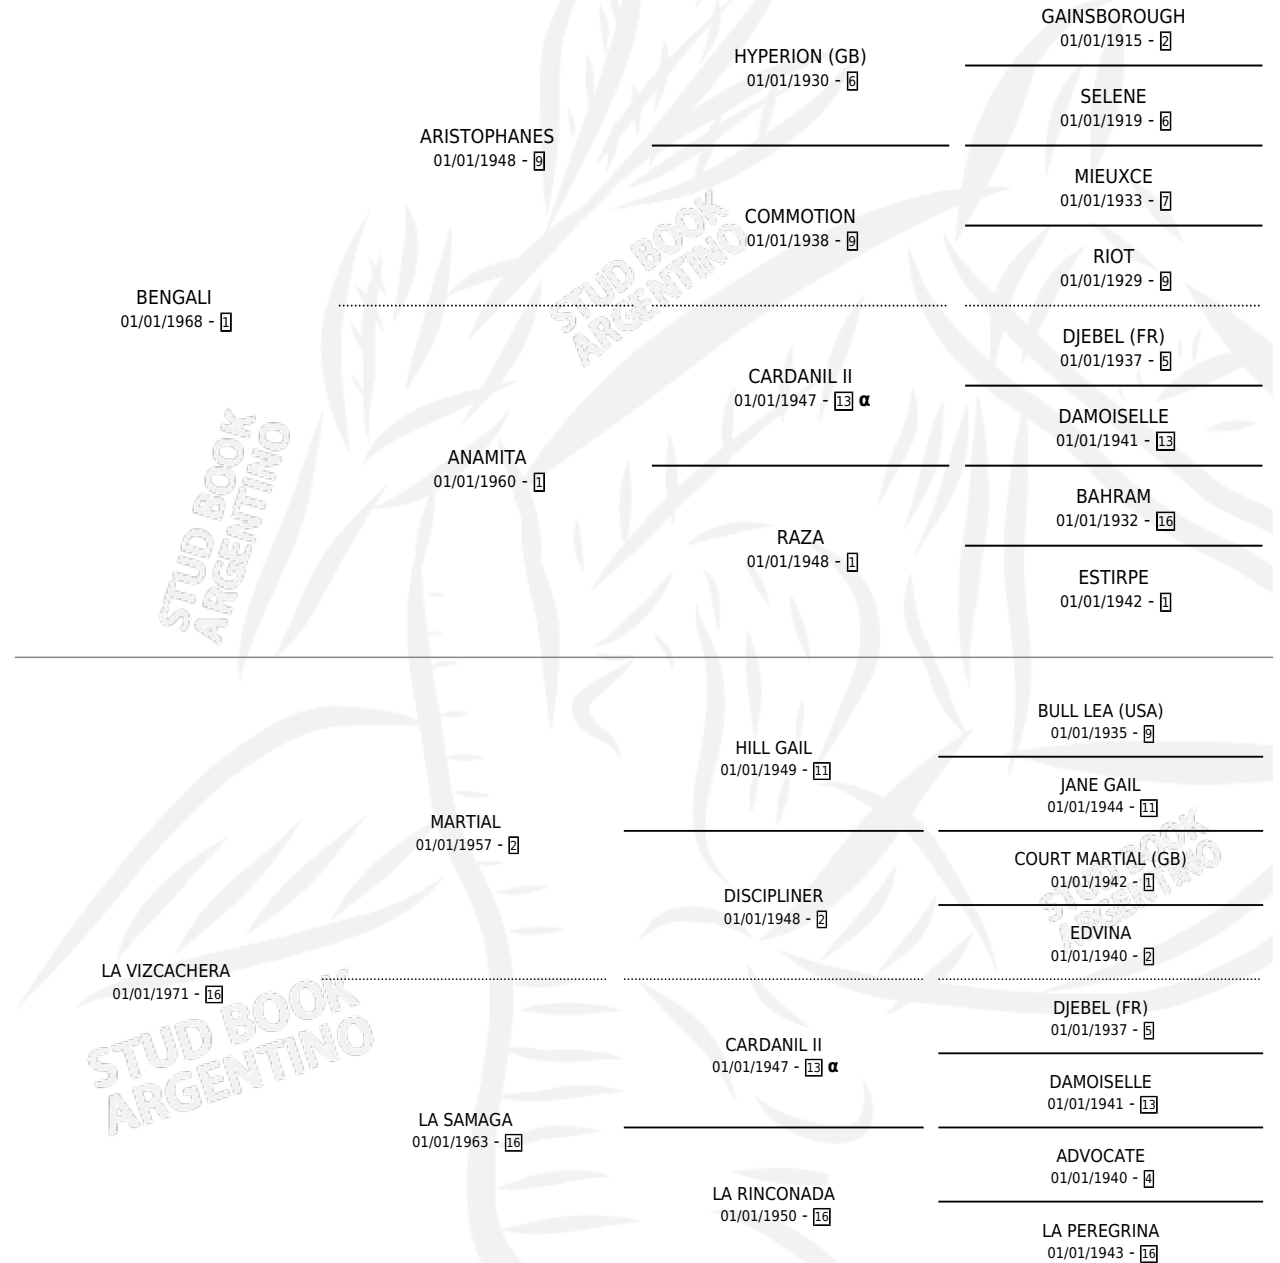 GAINSBOROUGH
01/01/1915 - 2
HYPERION (GB)
01/01/1930 - 6
SELENE
01/01/1919 - 6
ARISTOPHANES
01/01/1948 - 9
MIEUXCE
01/01/1933 - 7
COMMOTION
01/01/1938 - 9
RIOT
01/01/1929 - 9
BENGALI
01/01/1968 - 1
DJEBEL (FR)
01/01/1937 - 5
CARDANIL II
01/01/1947 - 13 α
DAMOISELLE
01/01/1941 - 13
ANAMITA
01/01/1960 - 1
BAHRAM
01/01/1932 - 16
RAZA
01/01/1948 - 1
ESTIRPE
01/01/1942 - 1
BULL LEA (USA)
01/01/1935 - 9
HILL GAIL
01/01/1949 - 11
JANE GAIL
01/01/1944 - 11
MARTIAL
01/01/1957 - 2
COURT MARTIAL (GB)
01/01/1942 - 1
DISCIPLINER
01/01/1948 - 2
EDVINA
01/01/1940 - 2
LA VIZCACHERA
01/01/1971 - 16
DJEBEL (FR)
01/01/1937 - 5
CARDANIL II
01/01/1947 - 13 α
DAMOISELLE
01/01/1941 - 13
LA SAMAGA
01/01/1963 - 16
ADVOCATE
01/01/1940 - 4
LA RINCONADA
01/01/1950 - 16
LA PEREGRINA
01/01/1943 - 16
STUD BOOK
ARGENTINO
STUD BOOK
ARGENTINO
STUD BOOK
ARGENTINO
STUD BOOK
ARGENTINO